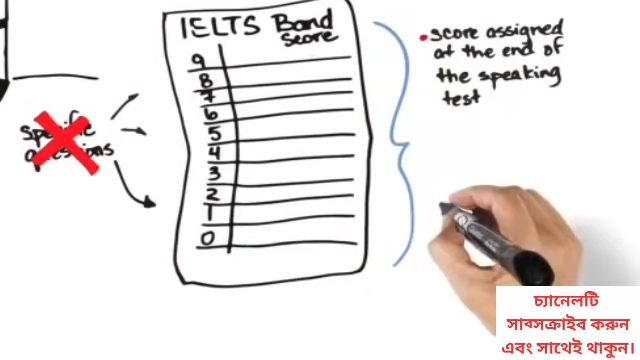 IELTS Band
Score
9
8
7
6
5
4
3
2
1
0
specific
questions
•score assigned
at the end of
the speaking
test
চ্যানেলটি
সাবসক্রাইব করুন
এবং সাথেই থাকুন।